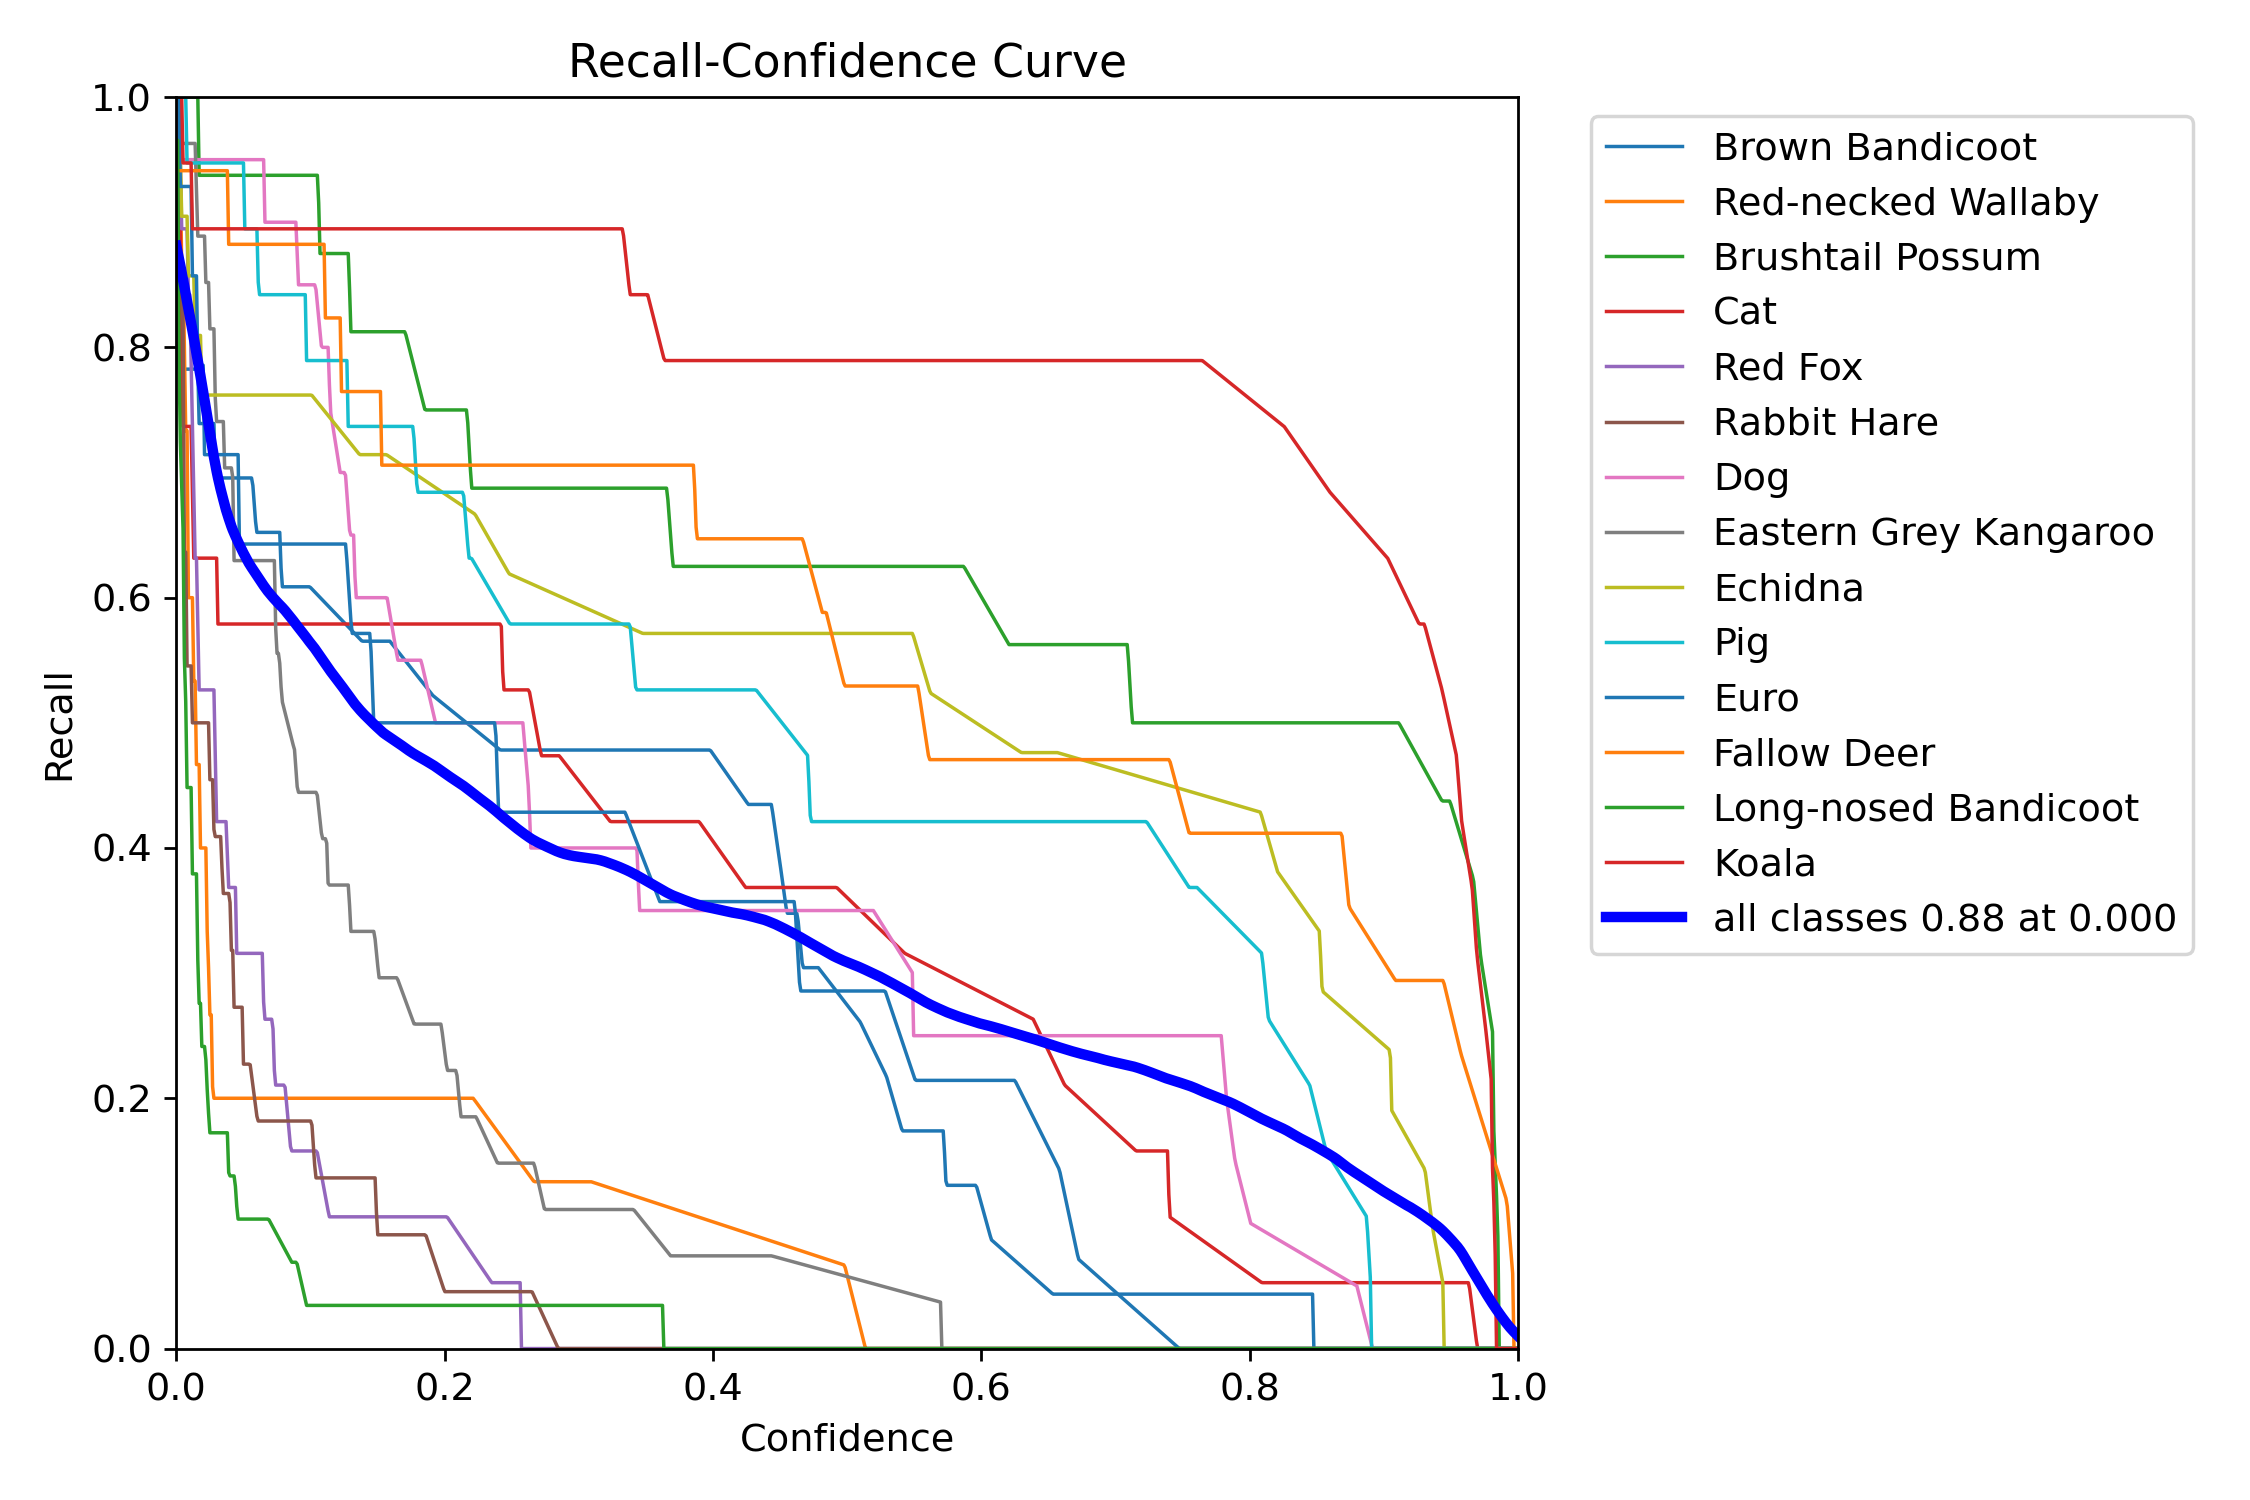 Recall-Confidence Curve
1.0
0.8
0.6
0.4
0.2
0.0
Recall
0.0 0.2 0.4 0.6 0.8 1.0
Confidence
Brown Bandicoot
Red-necked Wallaby
Brushtail Possum
Cat
Red Fox
Rabbit Hare
Dog
Eastern Grey Kangaroo
Echidna
Pig
Euro
Fallow Deer
Long-nosed Bandicoot
Koala
all classes 0.88 at 0.000